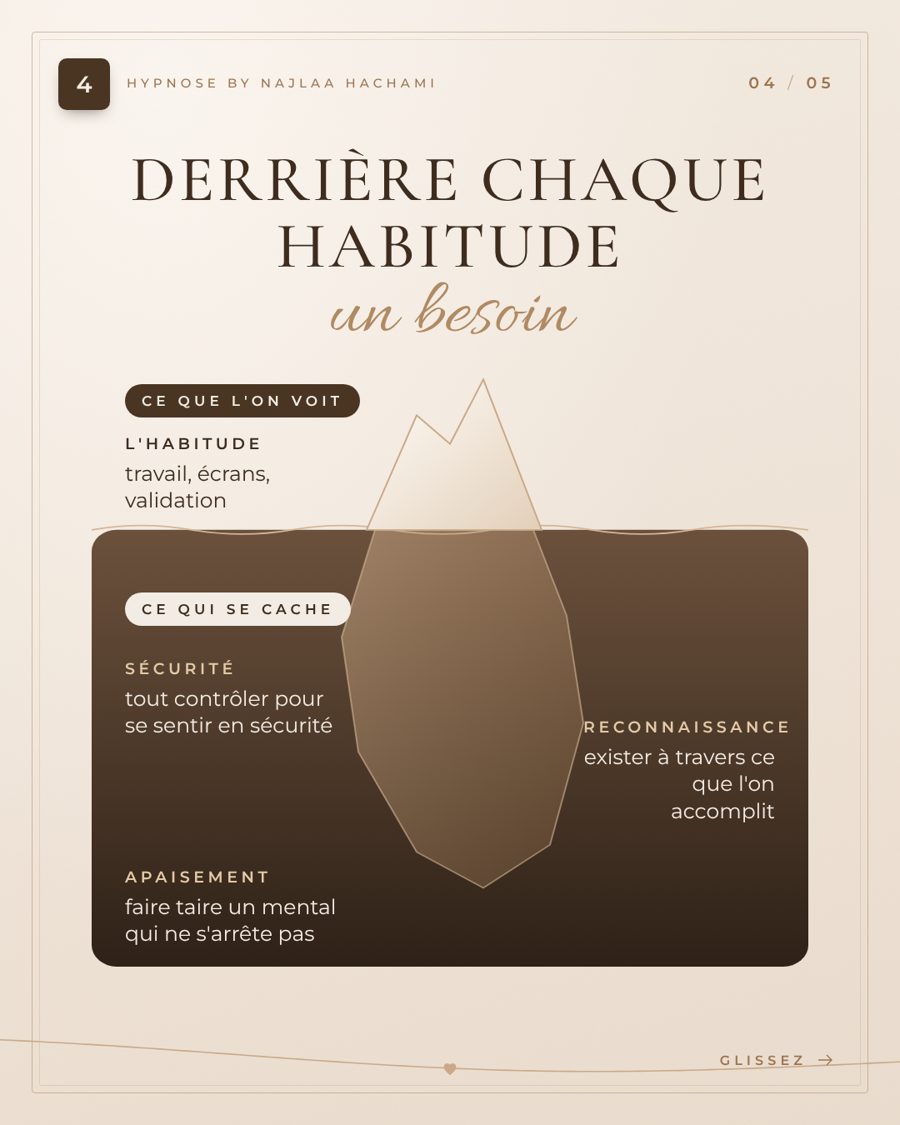 4
HYPNOSE BY NAJLAA HACHAMI
04 / 05
DERRIÈRE CHAQUE
HABITUDE
un besoin
CE QUE L'ON VOIT
L'HABITUDE
travail, écrans,
validation
CE QUI SE CACHE
SÉCURITÉ
tout contrôler pour
se sentir en sécurité
RECONNAISSANCE
exister à travers ce
que l'on
accomplit
APAISEMENT
faire taire un mental
qui ne s'arrête pas
GLISSEZ →